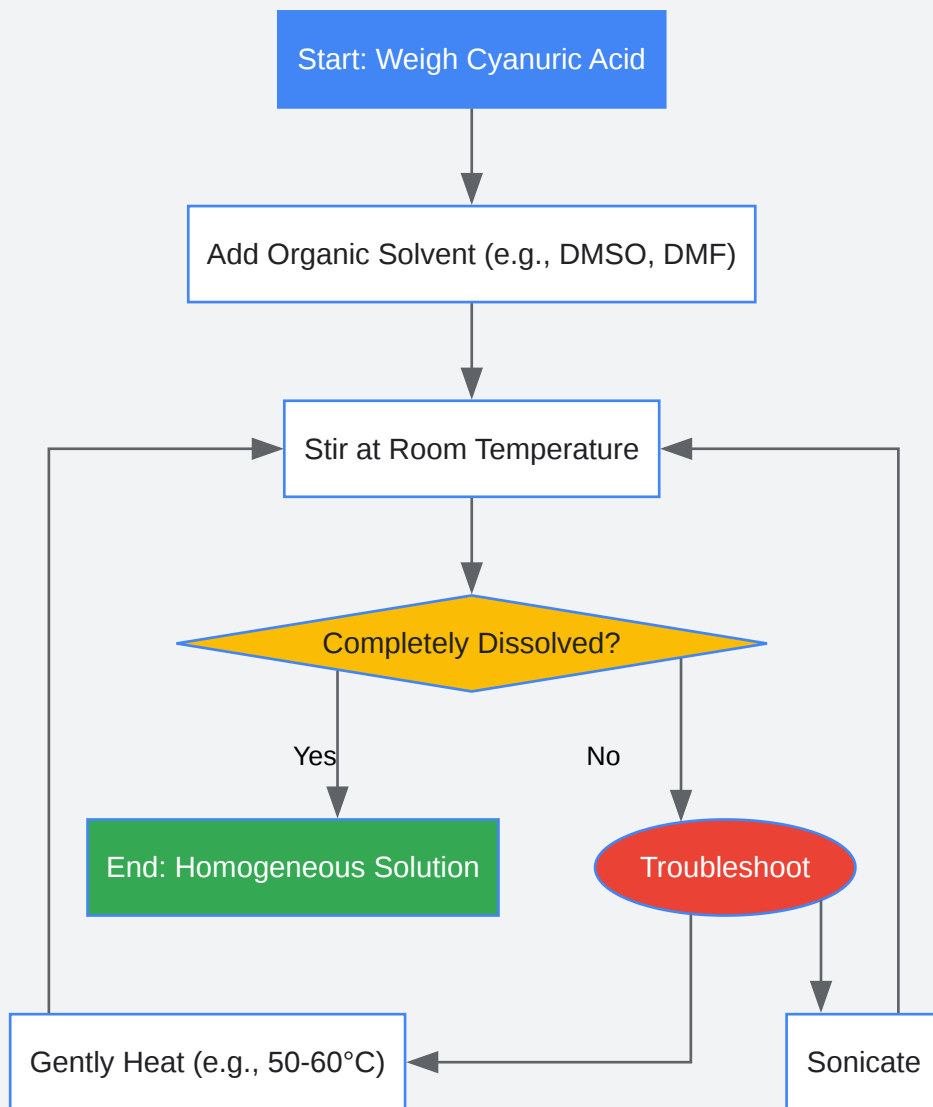 Start: Weigh Cyanuric Acid
Add Organic Solvent (e.g., DMSO, DMF)
Stir at Room Temperature
Completely Dissolved?
Yes
No
End: Homogeneous Solution
Troubleshoot
Gently Heat (e.g., 50-60°C)
Sonicate